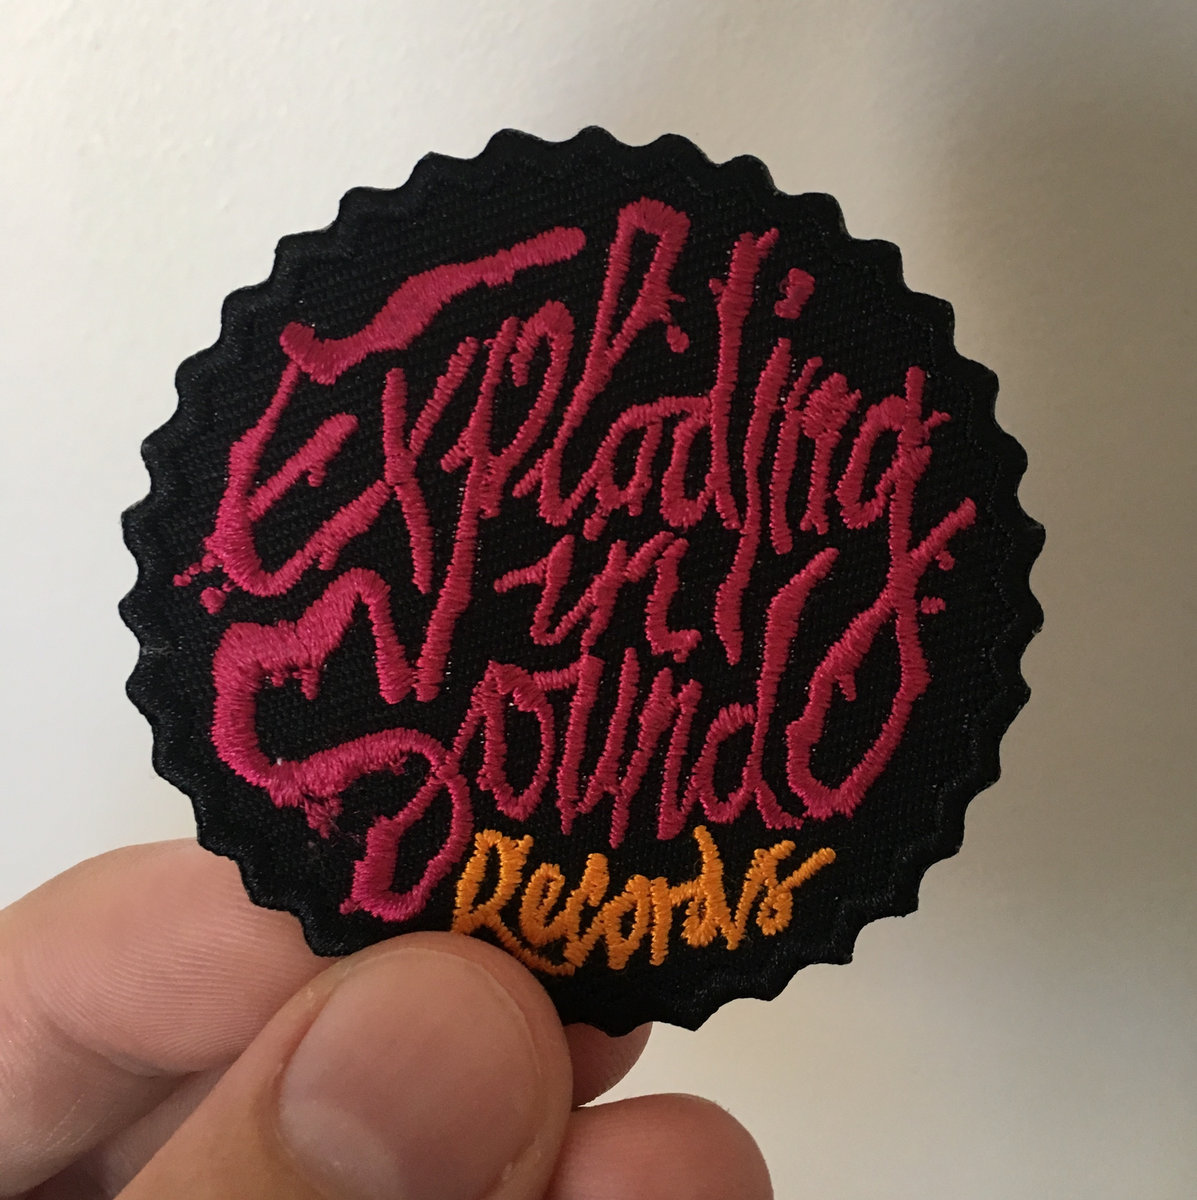 Exploding
in
Sound
Records